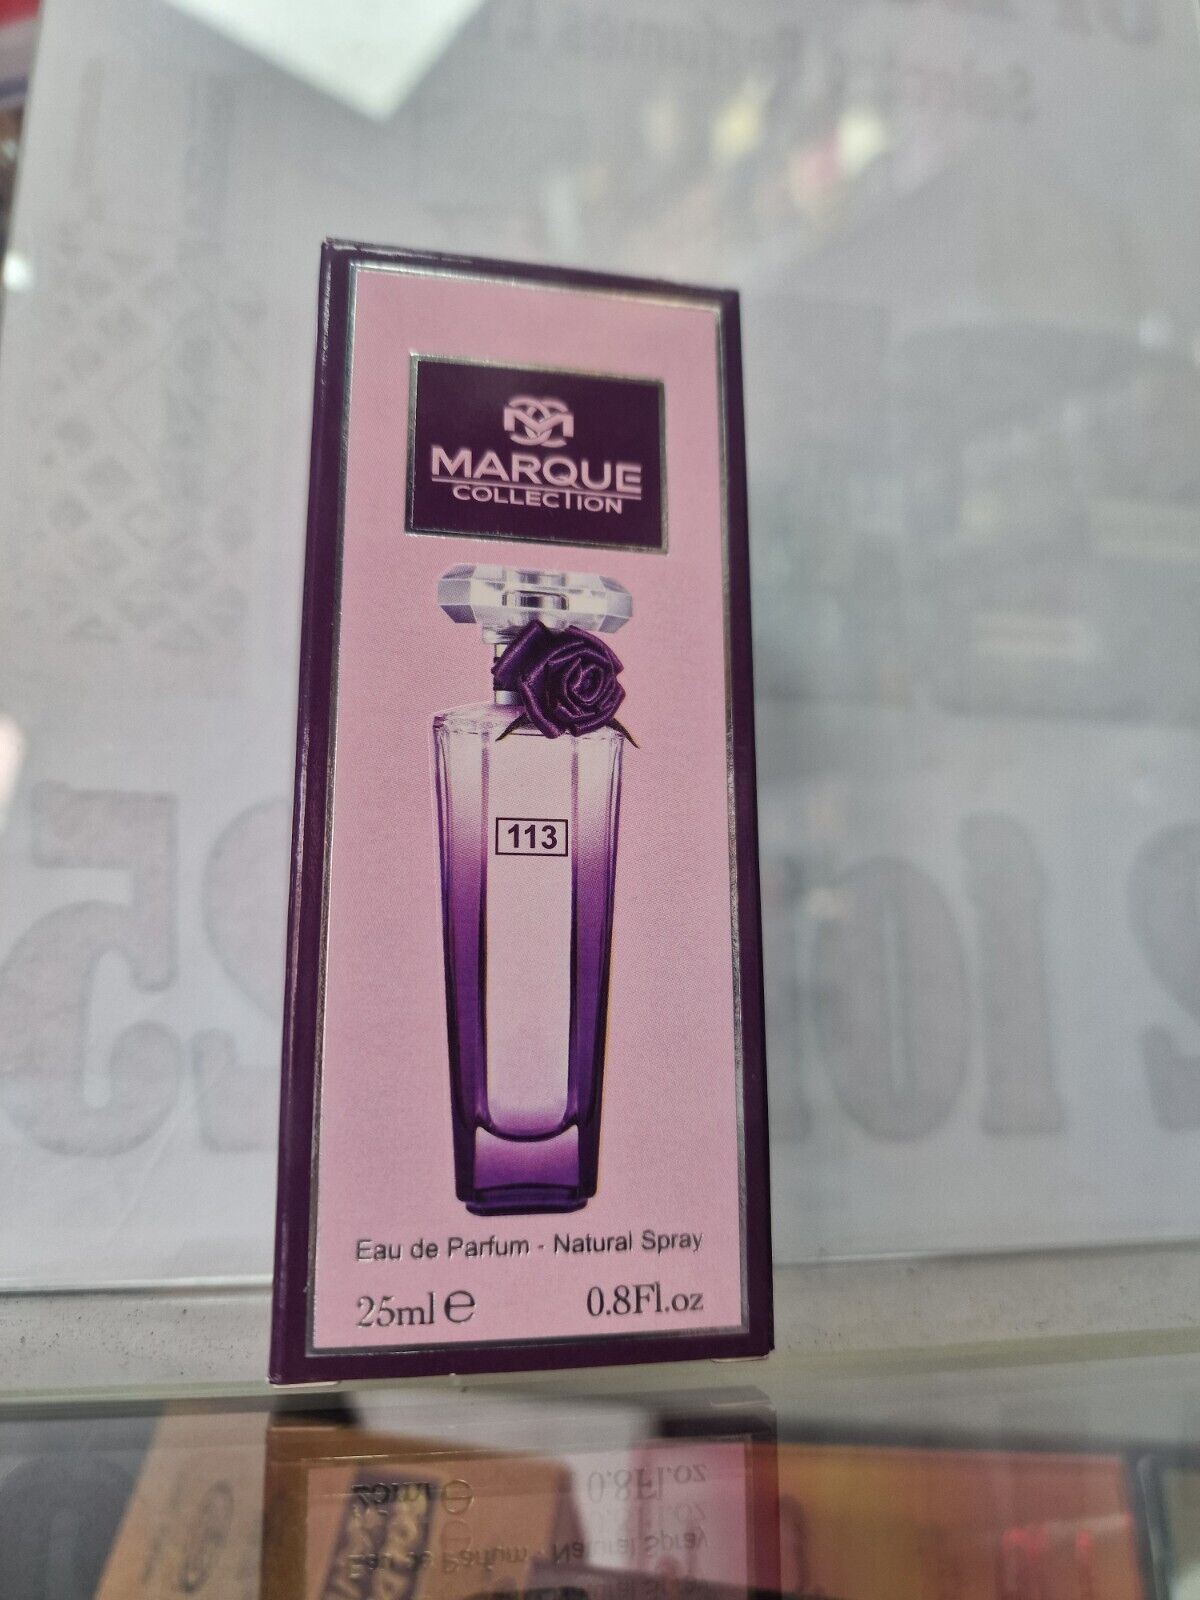 MARQUE
COLLECTION
113
Eau de Parfum - Natural Spray
25ml ℮ 0.8Fl.oz